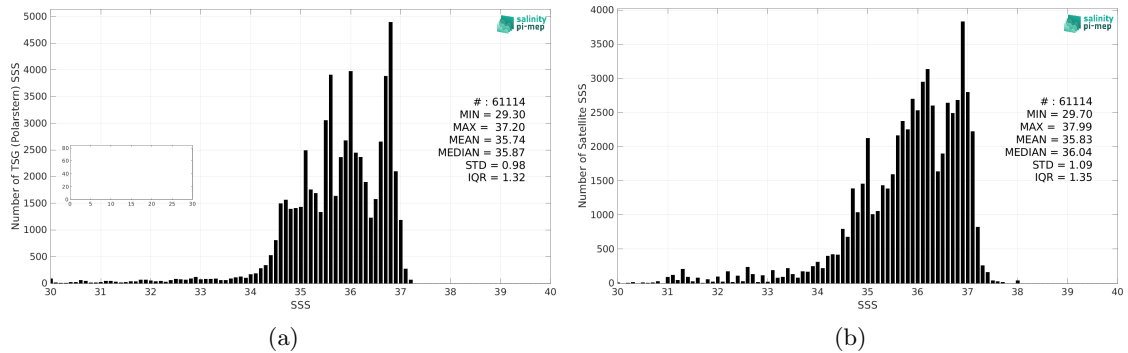 salinity
pi-mep
5000
4500
4000
3500
3000
2500
2000
1500
1000
500
0
Number of TSG (Polarstern) SSS
# : 61114
MIN = 29.30
MAX = 37.20
MEAN = 35.74
MEDIAN = 35.87
STD = 0.98
IQR = 1.32
80
60
40
20
0
0 5 10 15 20 25 30
30 31 32 33 34 35 36 37 38 39 40
SSS
(a)
salinity
pi-mep
4000
3500
3000
2500
2000
1500
1000
500
0
Number of Satellite SSS
# : 61114
MIN = 29.70
MAX = 37.99
MEAN = 35.83
MEDIAN = 36.04
STD = 1.09
IQR = 1.35
30 31 32 33 34 35 36 37 38 39 40
SSS
(b)